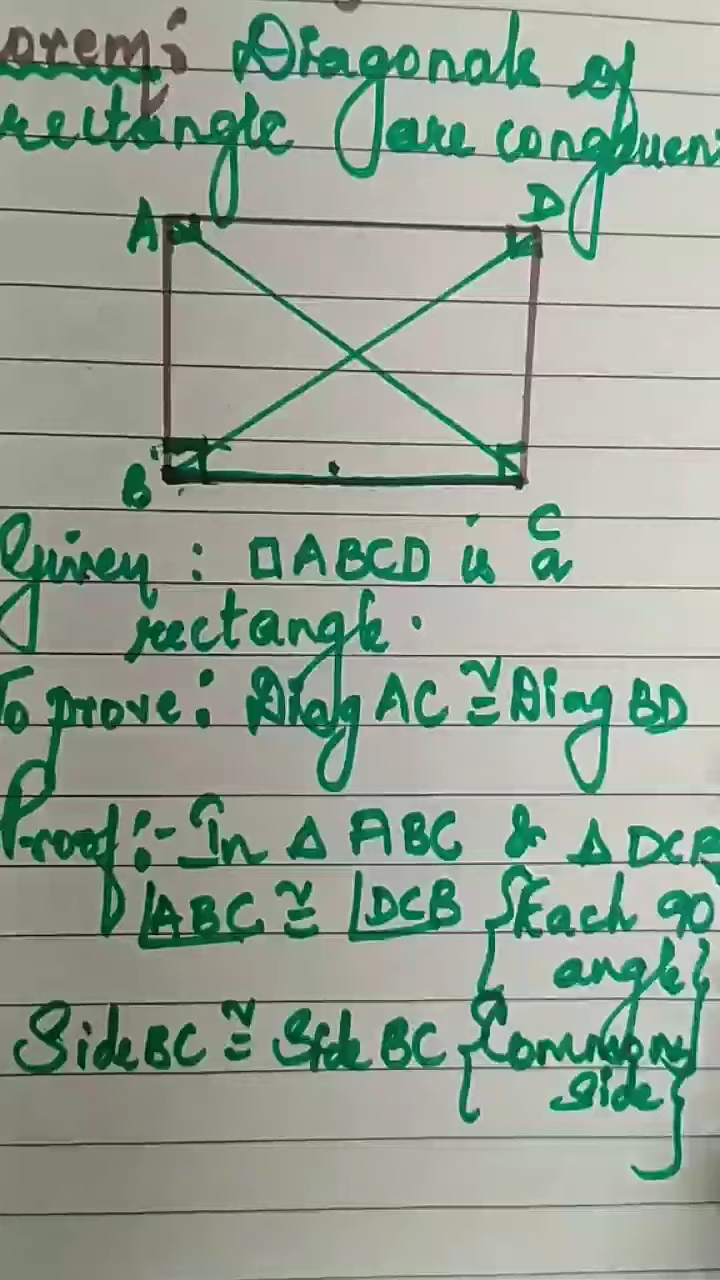 orem:
Diagonals of
rectangle are congruen
A
D
B
C
Given : □ABCD is a
rectangle.
To prove: Diag AC ≅ Diag BD
Proof:- In △ ABC & △ DCB
∠ABC ≅ ∠DCB {Each 90
angle}
Side BC ≅ Side BC {Common
side}